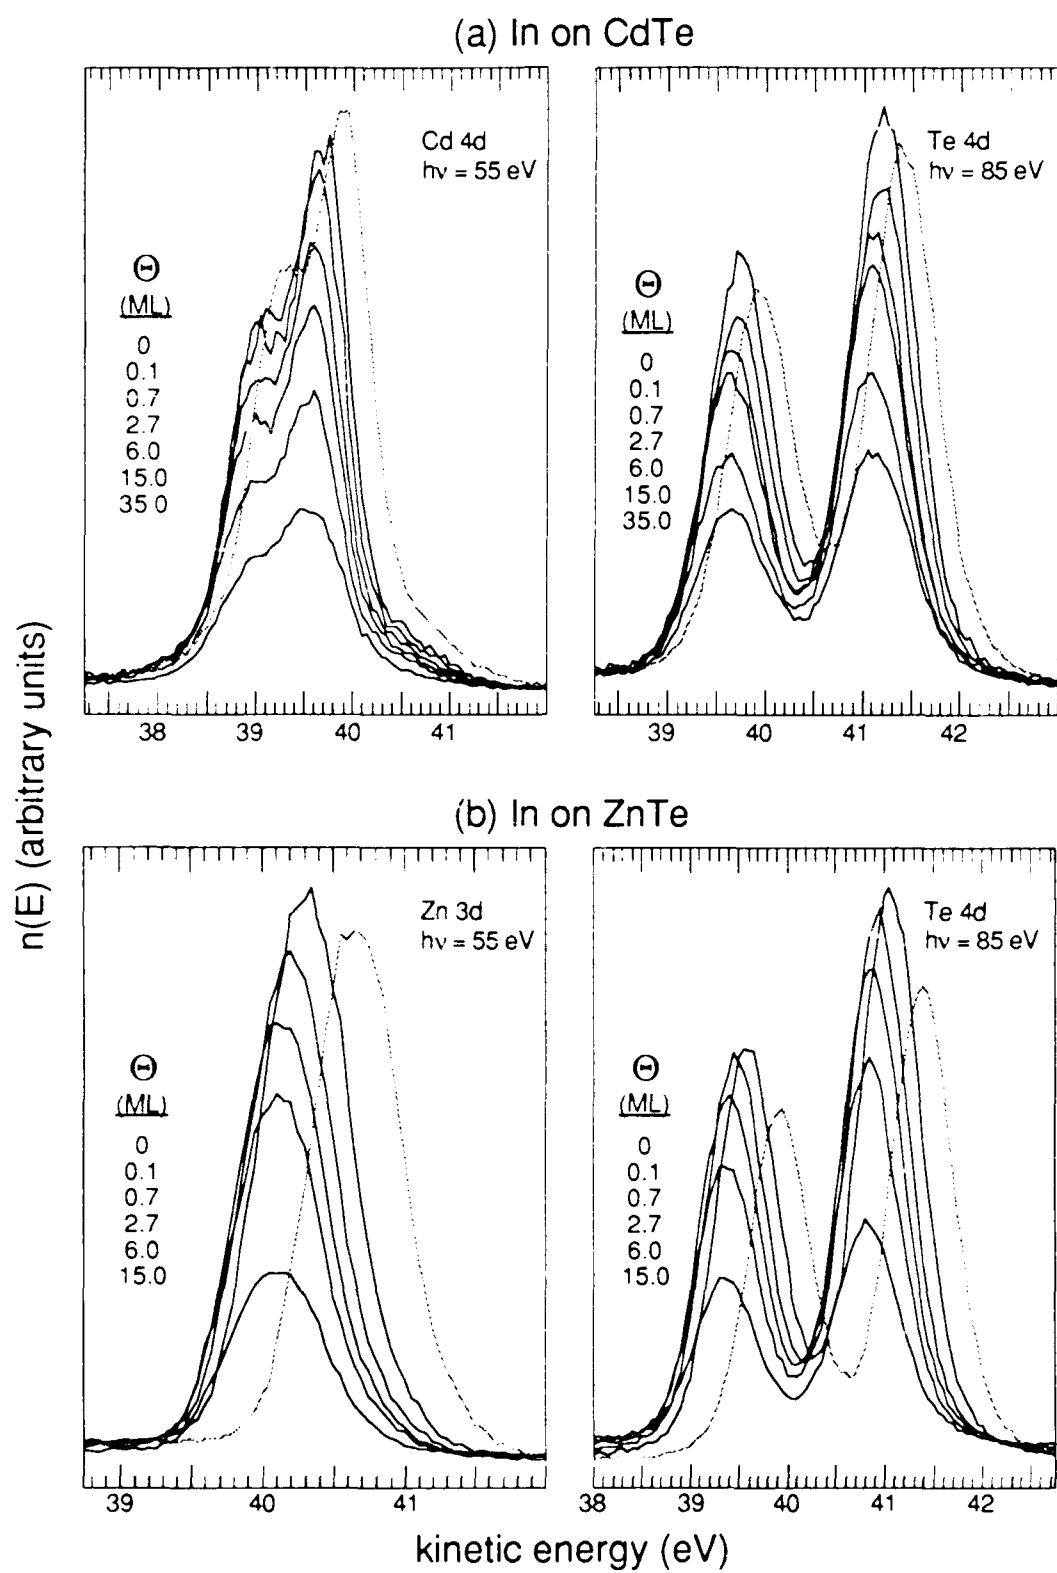 (a) In on CdTe
Cd 4d
hν = 55 eV
Θ
(ML)
0
0.1
0.7
2.7
6.0
15.0
35.0
38 39 40 41
Te 4d
hν = 85 eV
Θ
(ML)
0
0.1
0.7
2.7
6.0
15.0
35.0
39 40 41 42
n(E) (arbitrary units)
(b) In on ZnTe
Zn 3d
hν = 55 eV
Θ
(ML)
0
0.1
0.7
2.7
6.0
15.0
39 40 41
Te 4d
hν = 85 eV
Θ
(ML)
0
0.1
0.7
2.7
6.0
15.0
38 39 40 41 42
kinetic energy (eV)